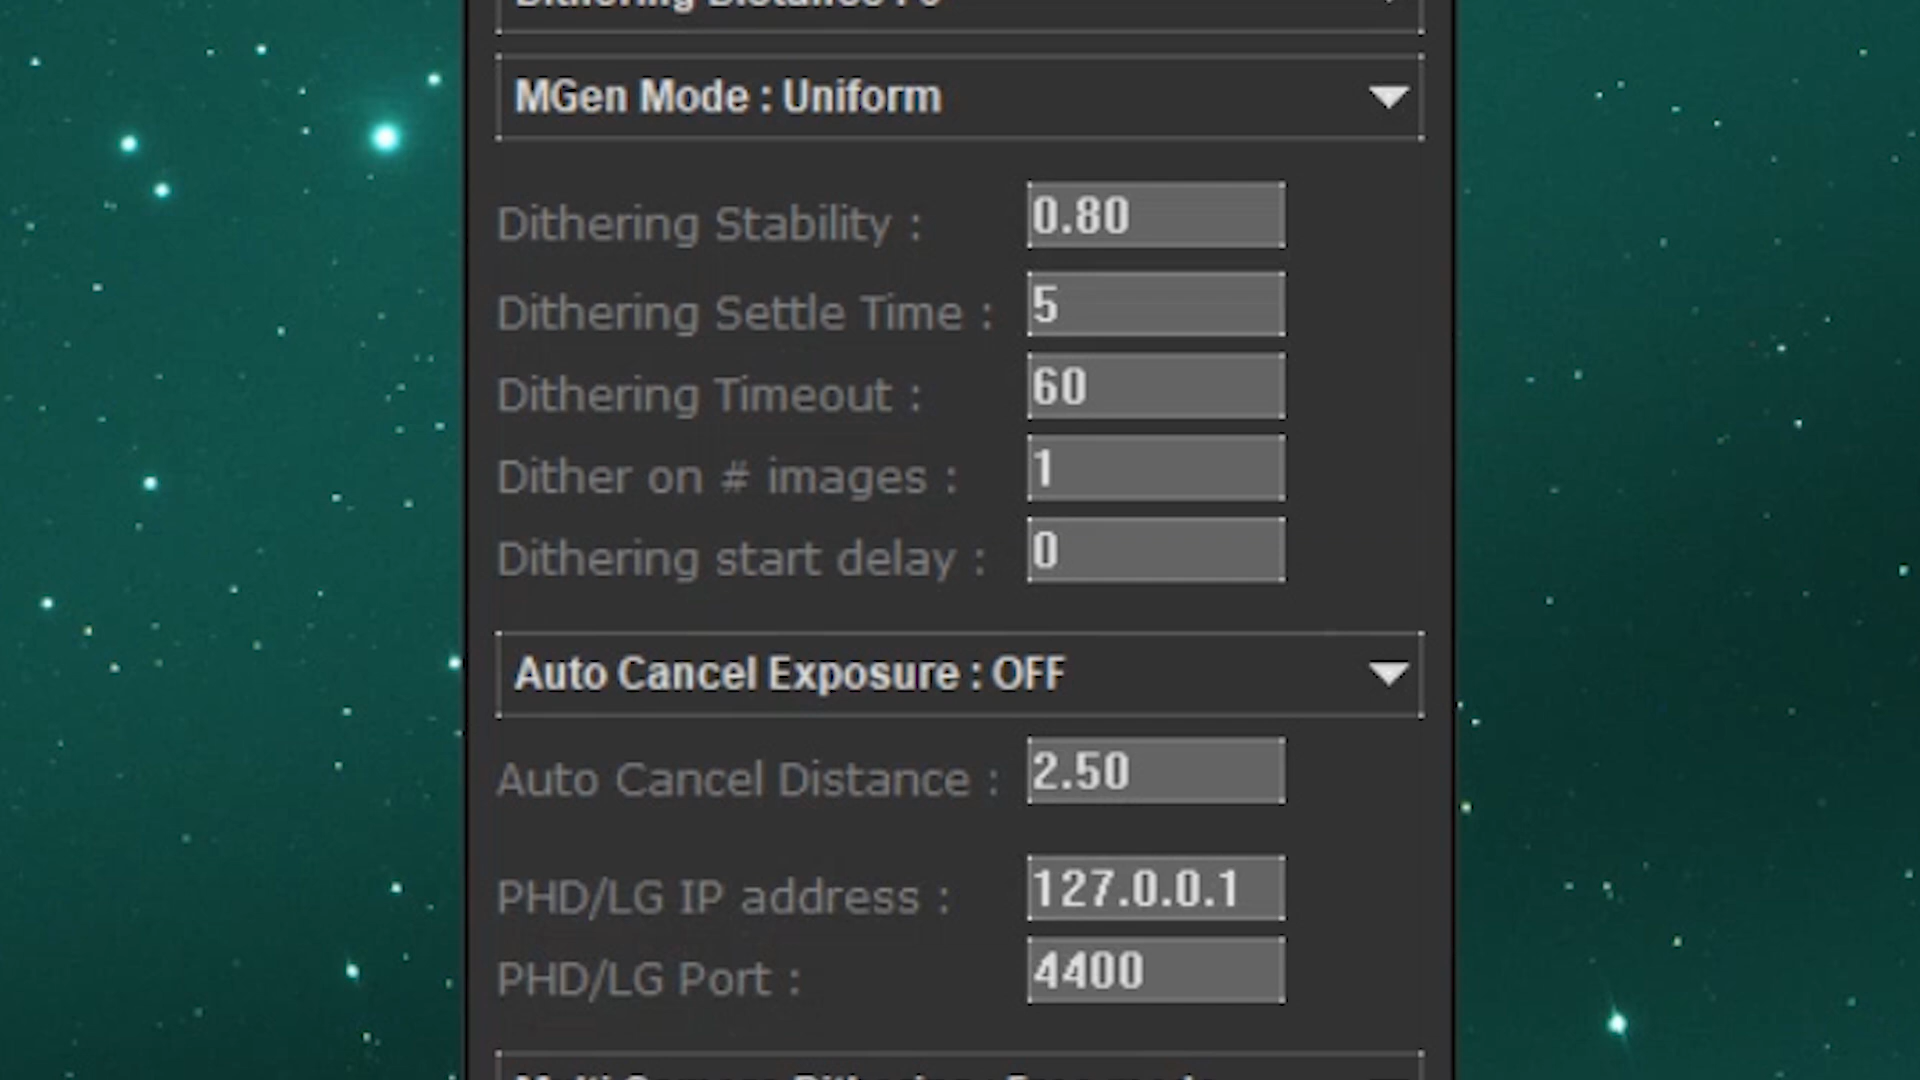 Dithering Distance :
MGen Mode : Uniform
Dithering Stability : 0.80
Dithering Settle Time : 5
Dithering Timeout : 60
Dither on # images : 1
Dithering start delay : 0
Auto Cancel Exposure : OFF
Auto Cancel Distance : 2.50
PHD/LG IP address : 127.0.0.1
PHD/LG Port : 4400